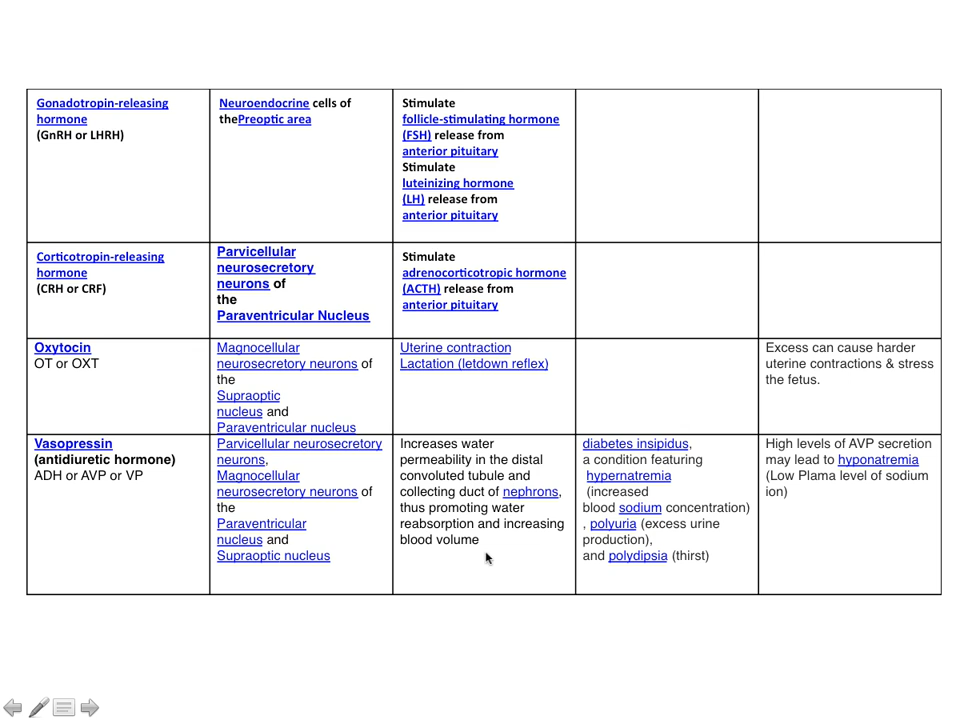 Gonadotropin-releasing
hormone
(GnRH or LHRH)
Neuroendocrine cells of
thePreoptic area
Stimulate
follicle-stimulating hormone
(FSH) release from
anterior pituitary
Stimulate
luteinizing hormone
(LH) release from
anterior pituitary
Corticotropin-releasing
hormone
(CRH or CRF)
Parvicellular
neurosecretory
neurons of
the
Paraventricular Nucleus
Stimulate
adrenocorticotropic hormone
(ACTH) release from
anterior pituitary
Oxytocin
OT or OXT
Magnocellular
neurosecretory neurons of
the
Supraoptic
nucleus and
Paraventricular nucleus
Uterine contraction
Lactation (letdown reflex)
Excess can cause harder
uterine contractions & stress
the fetus.
Vasopressin
(antidiuretic hormone)
ADH or AVP or VP
Parvicellular neurosecretory
neurons,
Magnocellular
neurosecretory neurons of
the
Paraventricular
nucleus and
Supraoptic nucleus
Increases water
permeability in the distal
convoluted tubule and
collecting duct of nephrons,
thus promoting water
reabsorption and increasing
blood volume
diabetes insipidus,
a condition featuring
hypernatremia
(increased
blood sodium concentration)
, polyuria (excess urine
production),
and polydipsia (thirst)
High levels of AVP secretion
may lead to hyponatremia
(Low Plama level of sodium
ion)